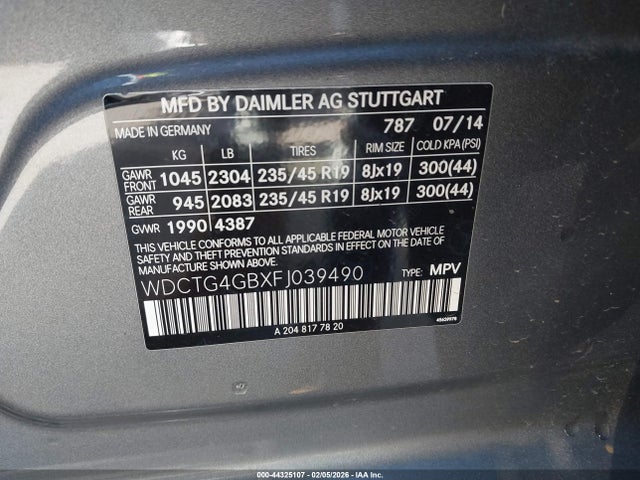 MFD BY DAIMLER AG STUTTGART
MADE IN GERMANY 787 07/14
KG LB TIRES RIM SIZE COLD KPA (PSI)
GAWR FRONT 1045 2304 235/45 R19 8Jx19 300(44)
GAWR REAR 945 2083 235/45 R19 8Jx19 300(44)
GVWR 1990 4387
THIS VEHICLE CONFORMS TO ALL APPLICABLE FEDERAL MOTOR VEHICLE
SAFETY, BUMPER, AND THEFT PREVENTION STANDARDS IN EFFECT
ON THE DATE OF MANUFACTURE SHOWN ABOVE.
WDCTG4GBXFJ039490 TYPE: MPV
A 204 817 78 20
000-44325107 - 02/05/2026 - IAA Inc.